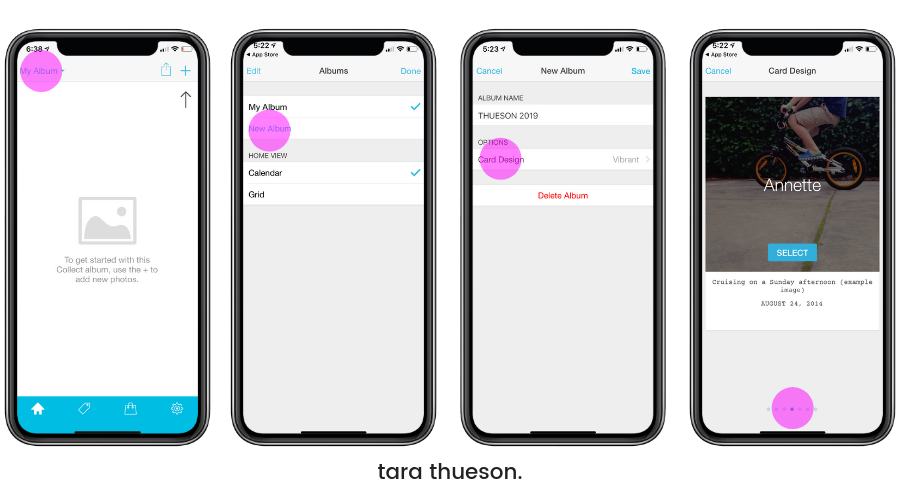 6:38
My Album
To get started with this
Collect album, use the + to
add new photos.
5:22
App Store
Edit
Albums
Done
My Album
New Album
HOME VIEW
Calendar
Grid
5:23
Cancel
New Album
Save
ALBUM NAME
THUESON 2019
OPTIONS
Card Design
Vibrant
Delete Album
5:22
App Store
Cancel
Card Design
Annette
SELECT
Cruising on a Sunday afternoon (example
image)
AUGUST 24, 2014
tara thueson.